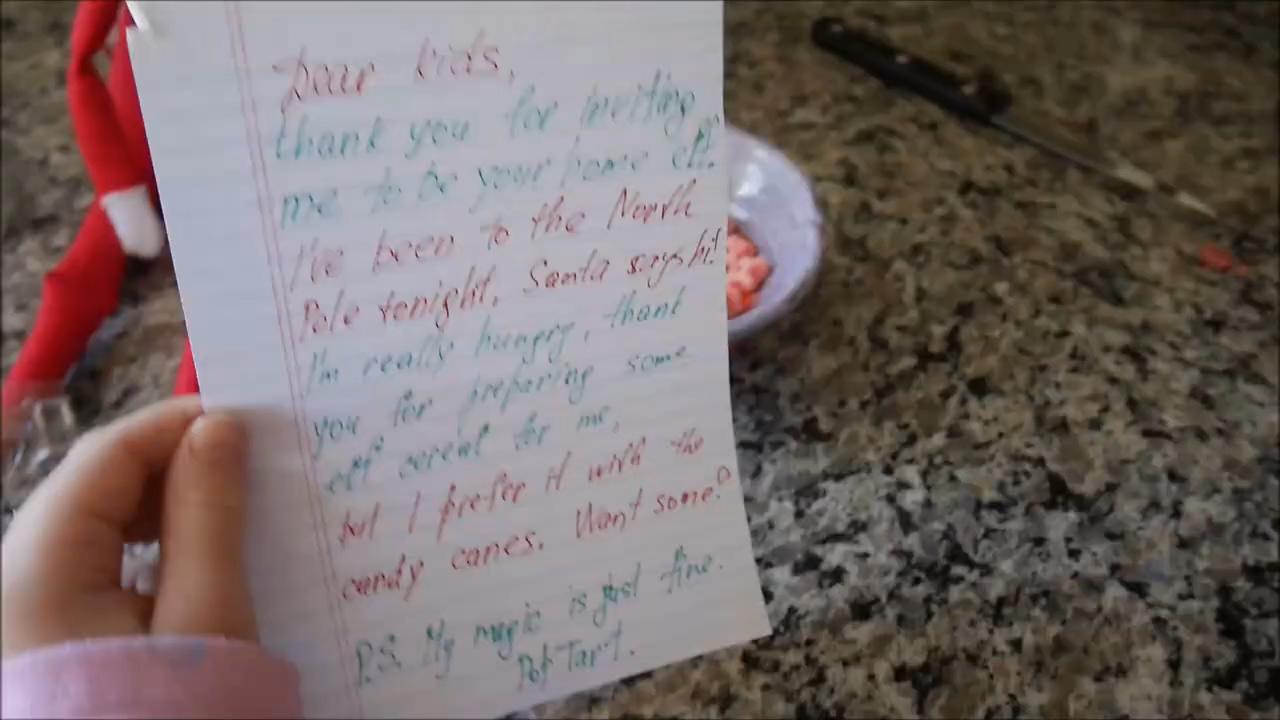 Dear kids,
thank you for inviting
me to be your home elf.
I've been to the North
Pole tonight. Santa says hi!
I'm really hungry, thank
you for preparing some
elf cereal for me,
but I prefer it with the
candy canes. Want some?
P.S. My magic is just fine.
Pop Tart.